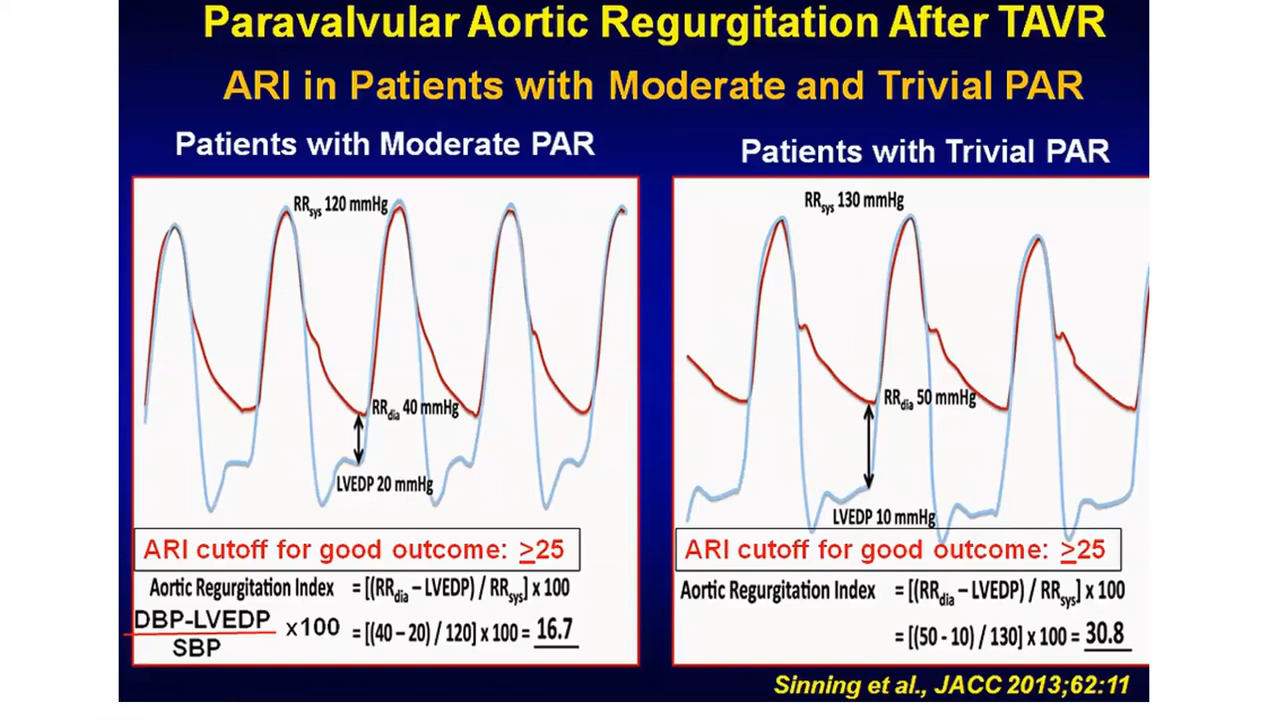 Paravalvular Aortic Regurgitation After TAVR
ARI in Patients with Moderate and Trivial PAR
Patients with Moderate PAR
RRsys 120 mmHg
RRdia 40 mmHg
LVEDP 20 mmHg
ARI cutoff for good outcome: ≥25
Aortic Regurgitation Index = [(RRdia – LVEDP) / RRsys] x 100
DBP-LVEDP
SBP
x100 = [(40 – 20) / 120] x 100 = 16.7
Patients with Trivial PAR
RRsys 130 mmHg
RRdia 50 mmHg
LVEDP 10 mmHg
ARI cutoff for good outcome: ≥25
Aortic Regurgitation Index = [(RRdia – LVEDP) / RRsys] x 100
= [(50 - 10) / 130] x 100 = 30.8
Sinning et al., JACC 2013;62:11